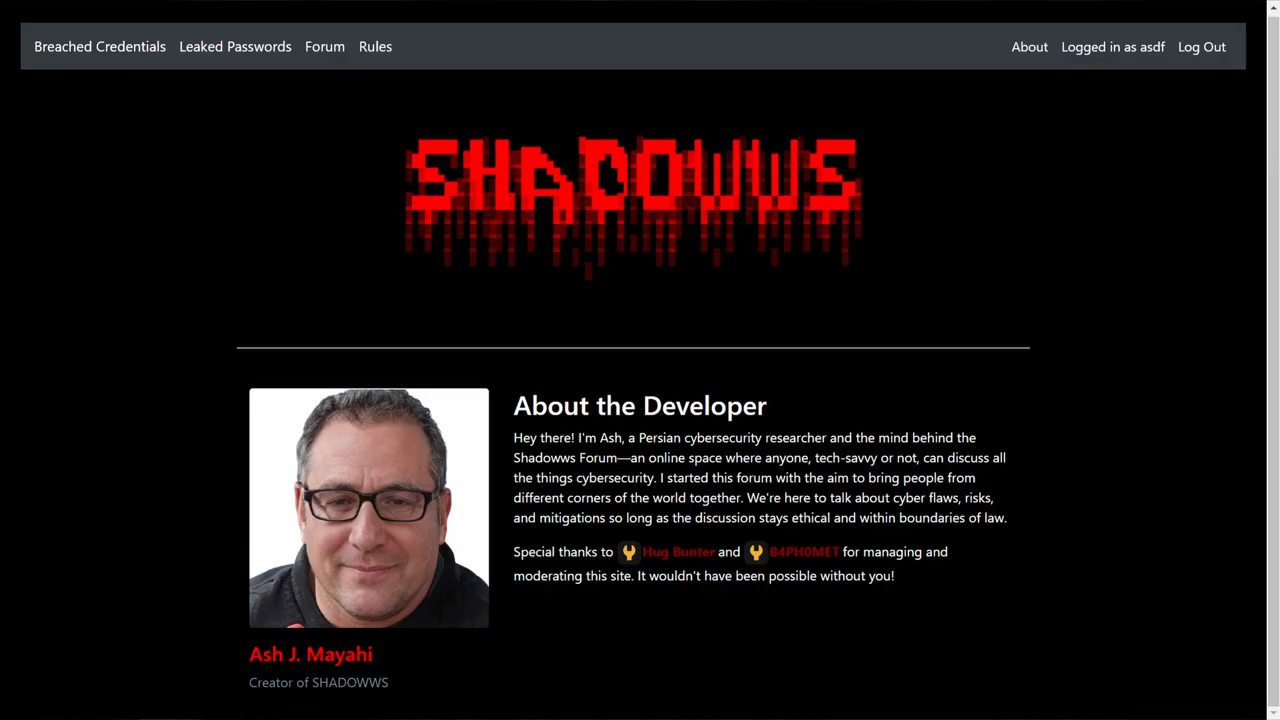 Breached Credentials Leaked Passwords Forum Rules About Logged in as asdf Log Out
SHADOWWS
About the Developer
Hey there! I'm Ash, a Persian cybersecurity researcher and the mind behind the
Shadowws Forum—an online space where anyone, tech-savvy or not, can discuss all
the things cybersecurity. I started this forum with the aim to bring people from
different corners of the world together. We're here to talk about cyber flaws, risks,
and mitigations so long as the discussion stays ethical and within boundaries of law.
Special thanks to Hug Bunter and B4PH0MET for managing and
moderating this site. It wouldn't have been possible without you!
Ash J. Mayahi
Creator of SHADOWWS